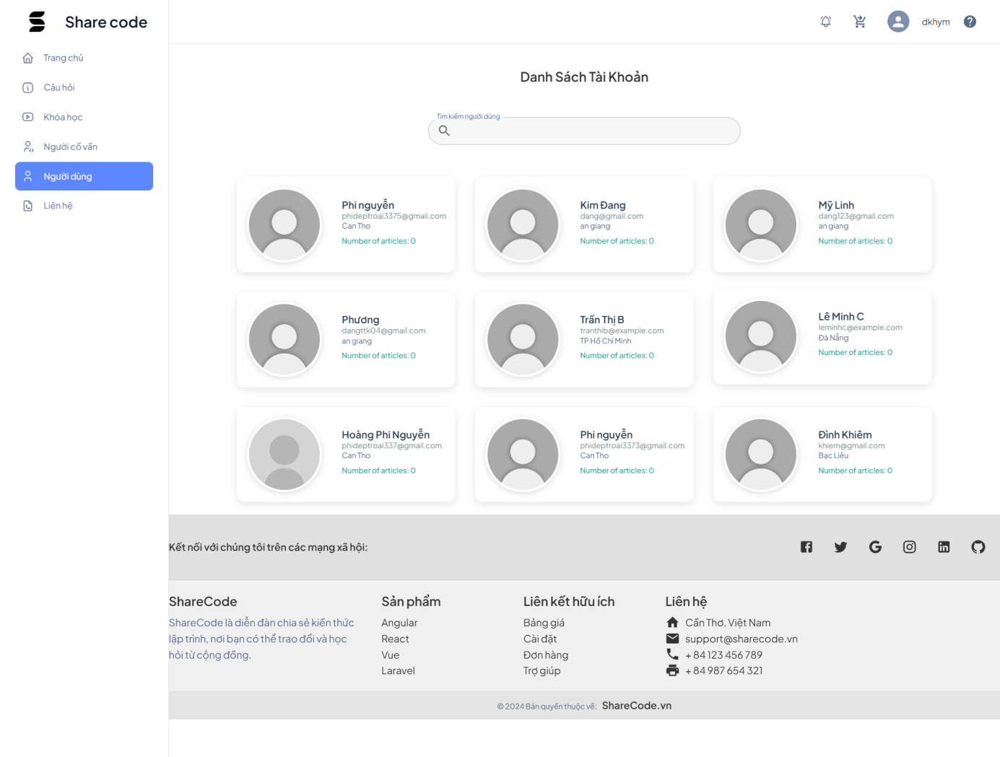 Share code
dkhym
Trang chủ
Câu hỏi
Khóa học
Người cố vấn
Người dùng
Liên hệ
Danh Sách Tài Khoản
Tìm kiếm người dùng
Phi nguyễn
phideptroai3375@gmail.com
Can Tho
Number of articles: 0
Kim Đang
dang@gmail.com
an giang
Number of articles: 0
Mỹ Linh
dang123@gmail.com
an giang
Number of articles: 0
Phương
dangttk04@gmail.com
an giang
Number of articles: 0
Trần Thị B
tranthib@example.com
TP Hồ Chí Minh
Number of articles: 0
Lê Minh C
leminhc@example.com
Đà Nẵng
Number of articles: 0
Hoàng Phi Nguyễn
phideptroai337@gmail.com
Can Tho
Number of articles: 0
Phi nguyễn
phideptroai3373@gmail.com
Can Tho
Number of articles: 0
Đình Khiêm
khiem@gmail.com
Bạc Liêu
Number of articles: 0
Kết nối với chúng tôi trên các mạng xã hội:
ShareCode
ShareCode là diễn đàn chia sẻ kiến thức
lập trình, nơi bạn có thể trao đổi và học
hỏi từ cộng đồng.
Sản phẩm
Angular
React
Vue
Laravel
Liên kết hữu ích
Bảng giá
Cài đặt
Đơn hàng
Trợ giúp
Liên hệ
Cần Thơ, Việt Nam
support@sharecode.vn
+ 84 123 456 789
+ 84 987 654 321
© 2024 Bản quyền thuộc về: ShareCode.vn